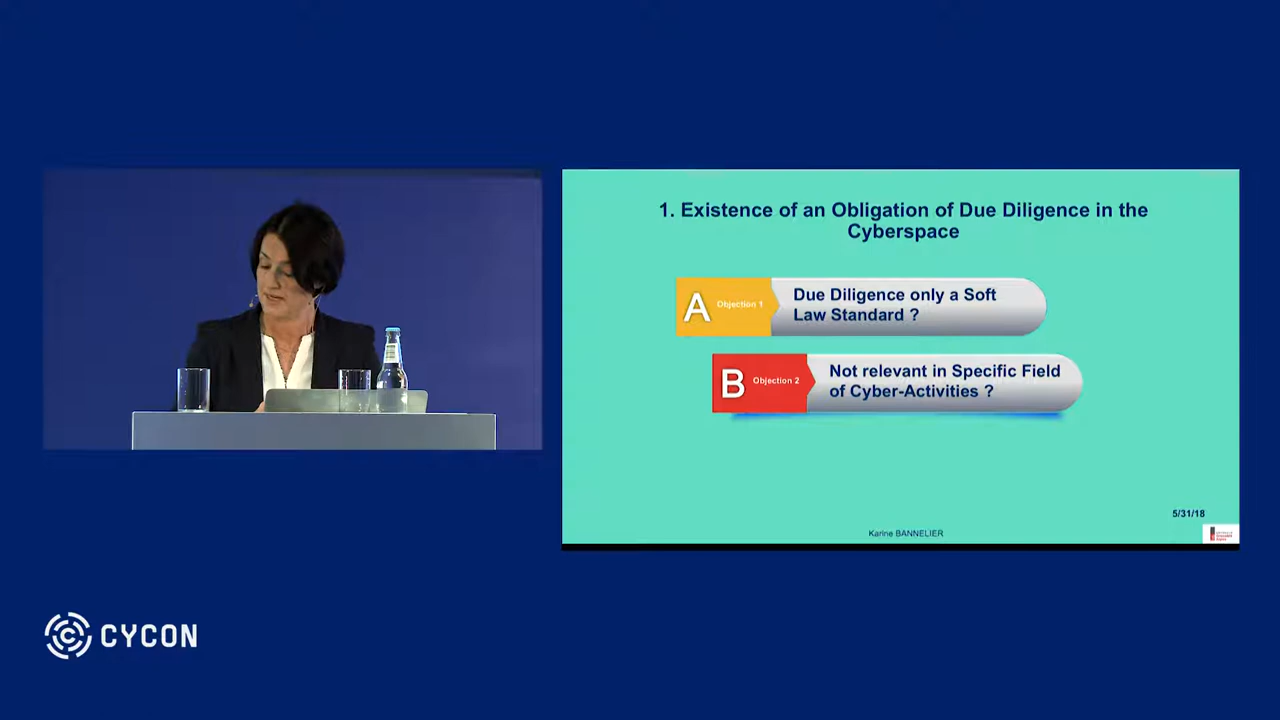 1. Existence of an Obligation of Due Diligence in the
Cyberspace
A
Objection 1
Due Diligence only a Soft
Law Standard ?
B
Objection 2
Not relevant in Specific Field
of Cyber-Activities ?
5/31/18
Karine BANNELIER
CYCON